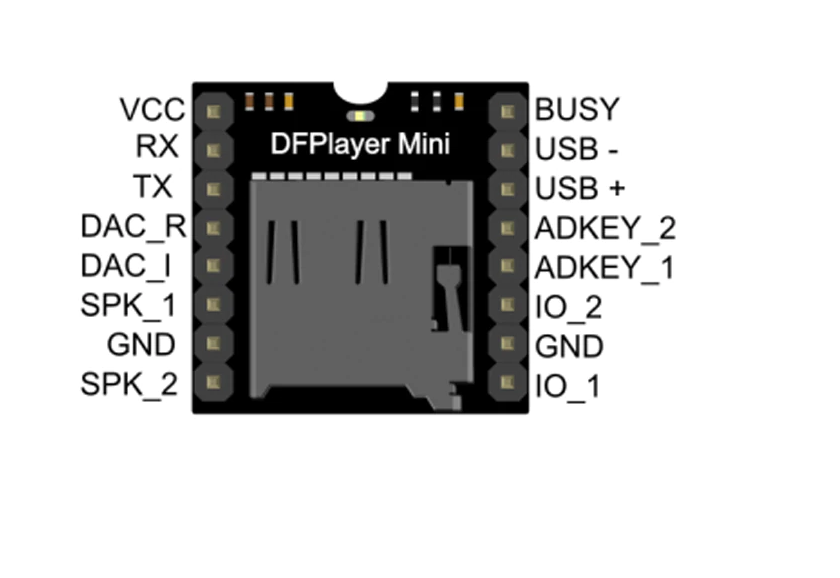 DFPlayer Mini
VCC
RX
TX
DAC_R
DAC_I
SPK_1
GND
SPK_2
BUSY
USB -
USB +
ADKEY_2
ADKEY_1
IO_2
GND
IO_1